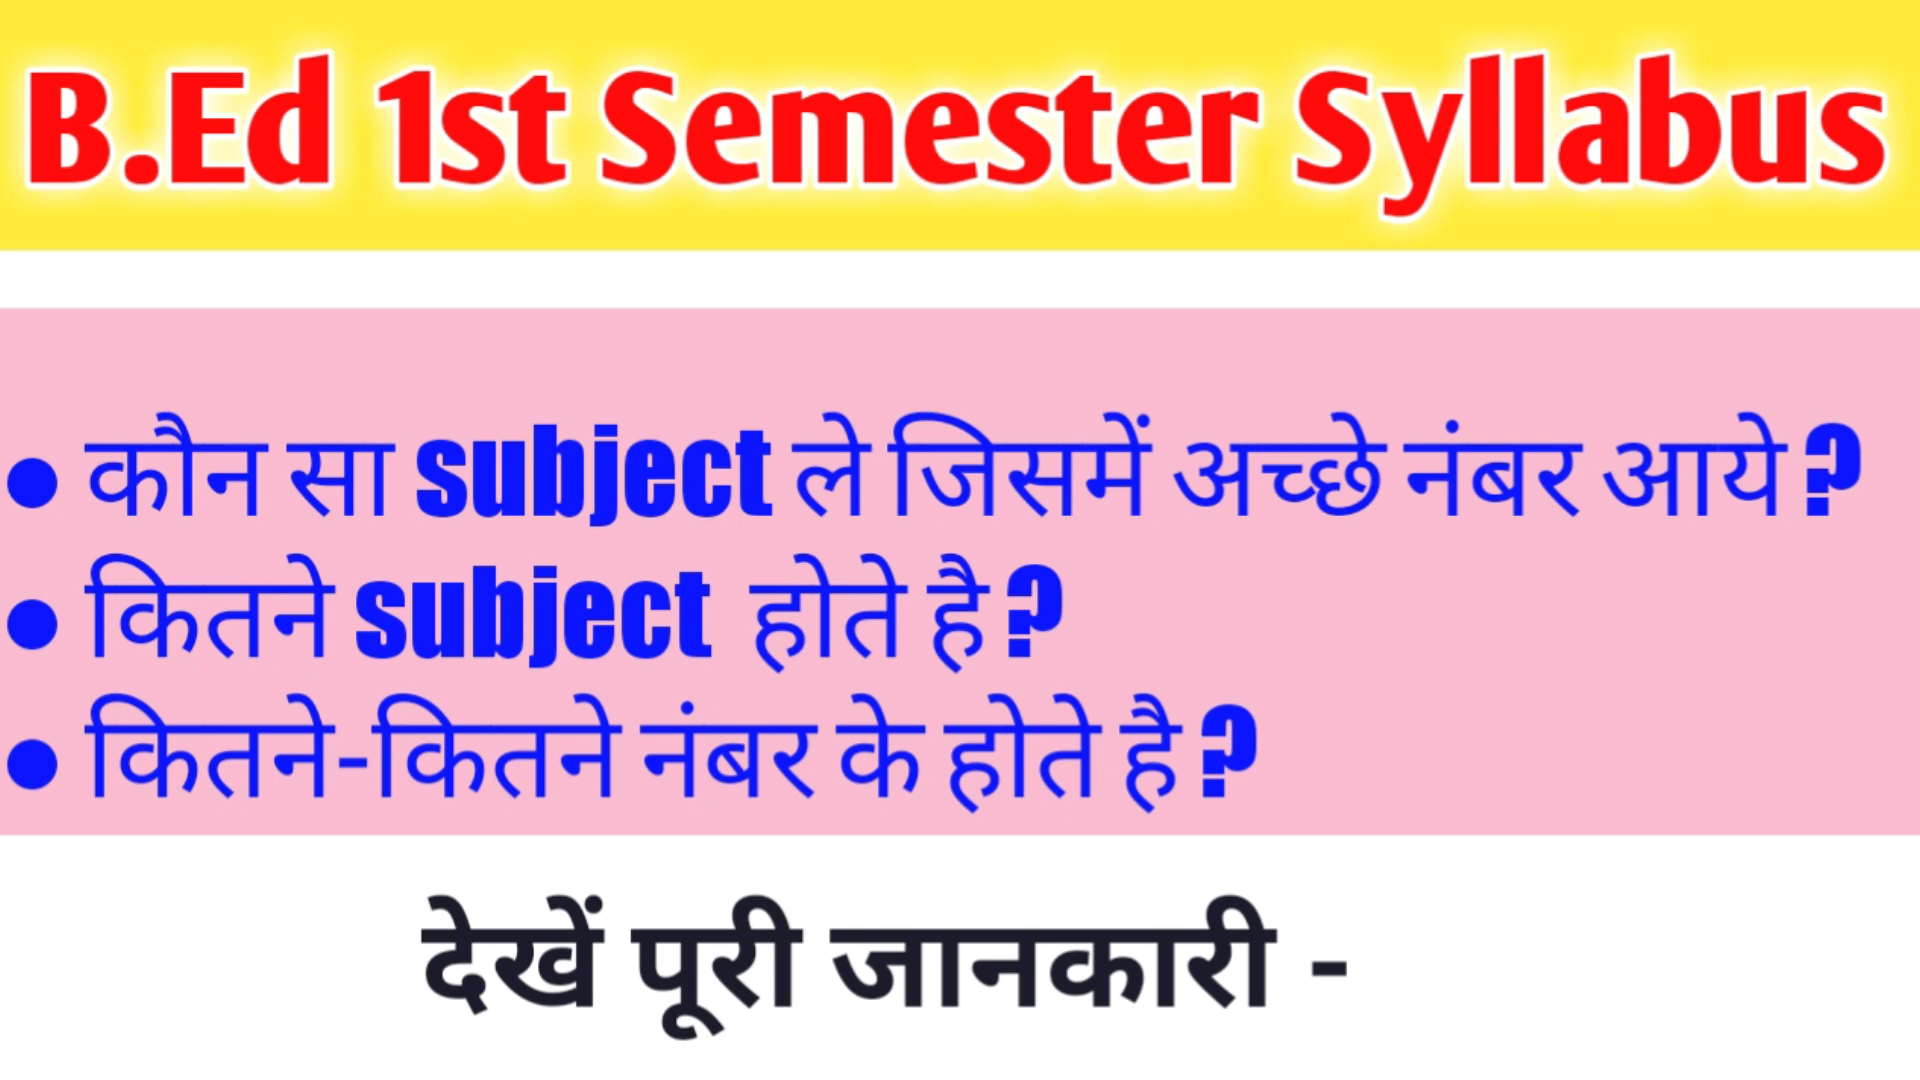 B.Ed 1st Semester Syllabus
• कौन सा subject ले जिसमें अच्छे नंबर आये ?
• कितने subject होते है ?
• कितने-कितने नंबर के होते है ?
देखें पूरी जानकारी -